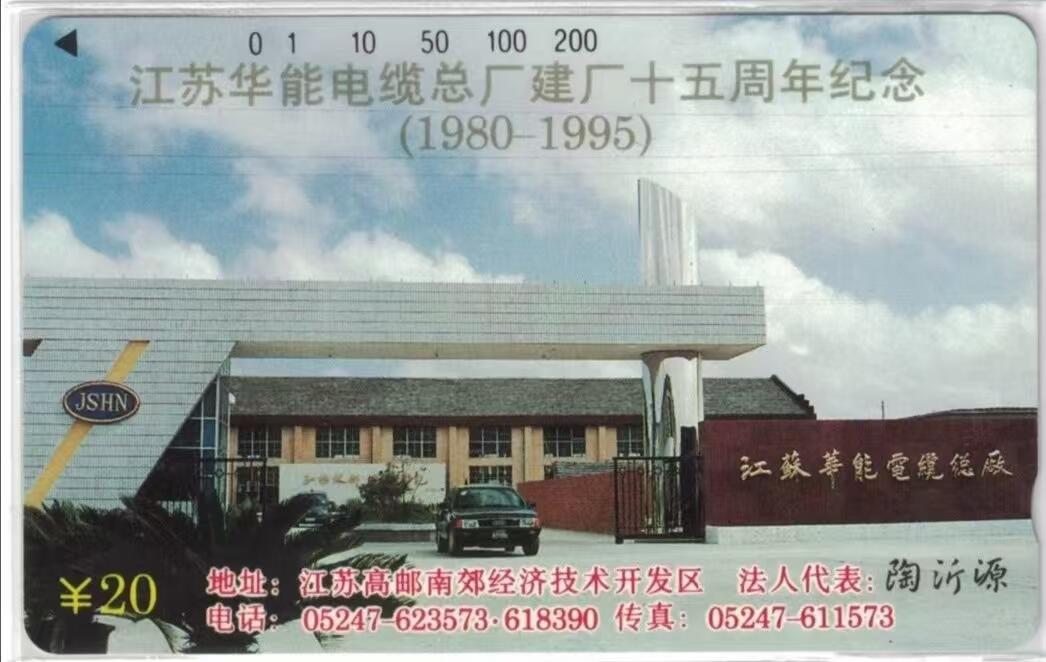 0 1 10 50 100 200
江苏华能电缆总厂建厂十五周年纪念
(1980-1995)
JSHN
江蘇華能電纜總廠
¥20
地址：江苏高邮南郊经济技术开发区 法人代表：陶沂源
电话：05247-623573·618390 传真：05247-611573